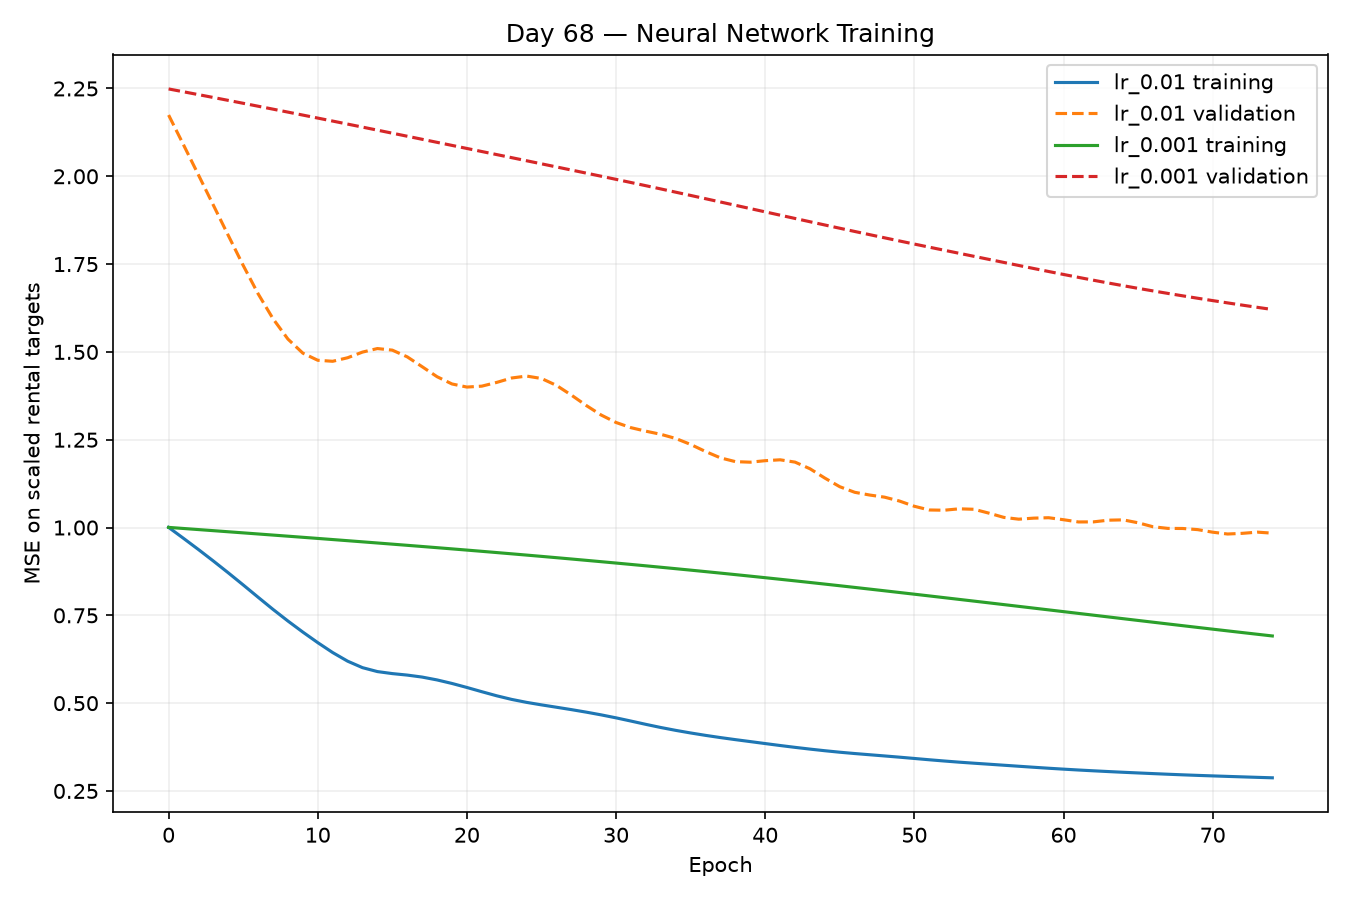 Day 68 — Neural Network Training
MSE on scaled rental targets
2.25
2.00
1.75
1.50
1.25
1.00
0.75
0.50
0.25
lr_0.01 training
lr_0.01 validation
lr_0.001 training
lr_0.001 validation
0 10 20 30 40 50 60 70
Epoch